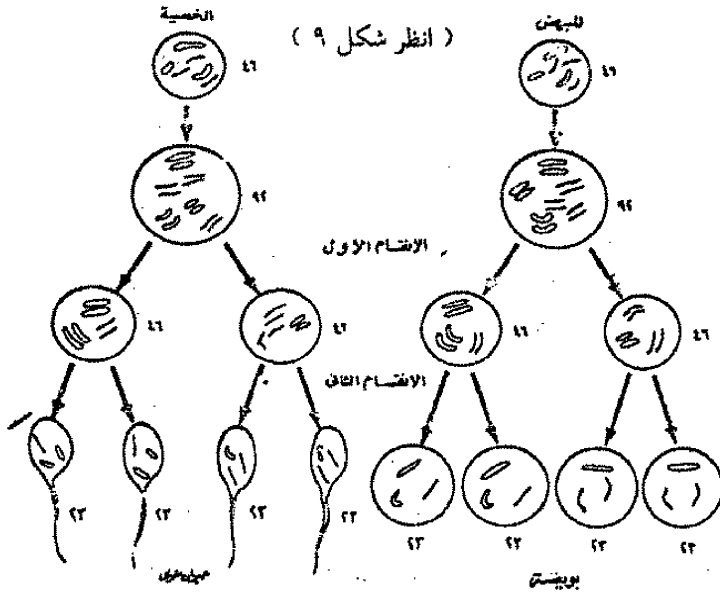 الخصية
( انظر شكل ٩ )
المبيض
٤٦
٤٦
٩٢
٩٢
الانقسام الاول
٤٦
٤٦
٤٦
٤٦
الانقسام الثانى
٢٣
٢٣
٢٣
٢٣
٢٣
٢٣
٢٣
٢٣
بويضة